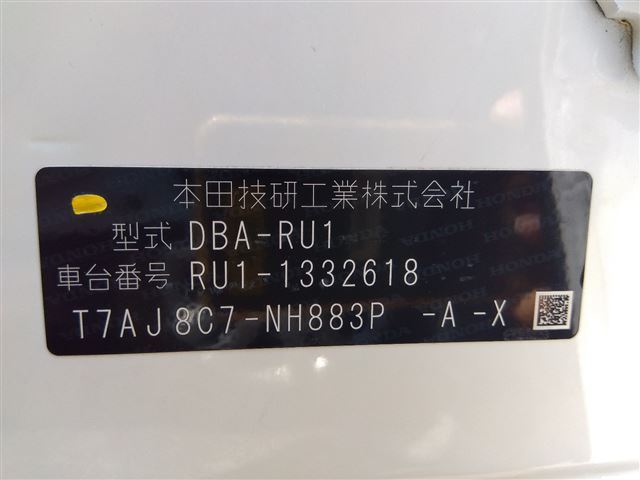 本田技研工業株式会社
型式 DBA-RU1
車台番号 RU1-1332618
T7AJ8C7-NH883P -A -X